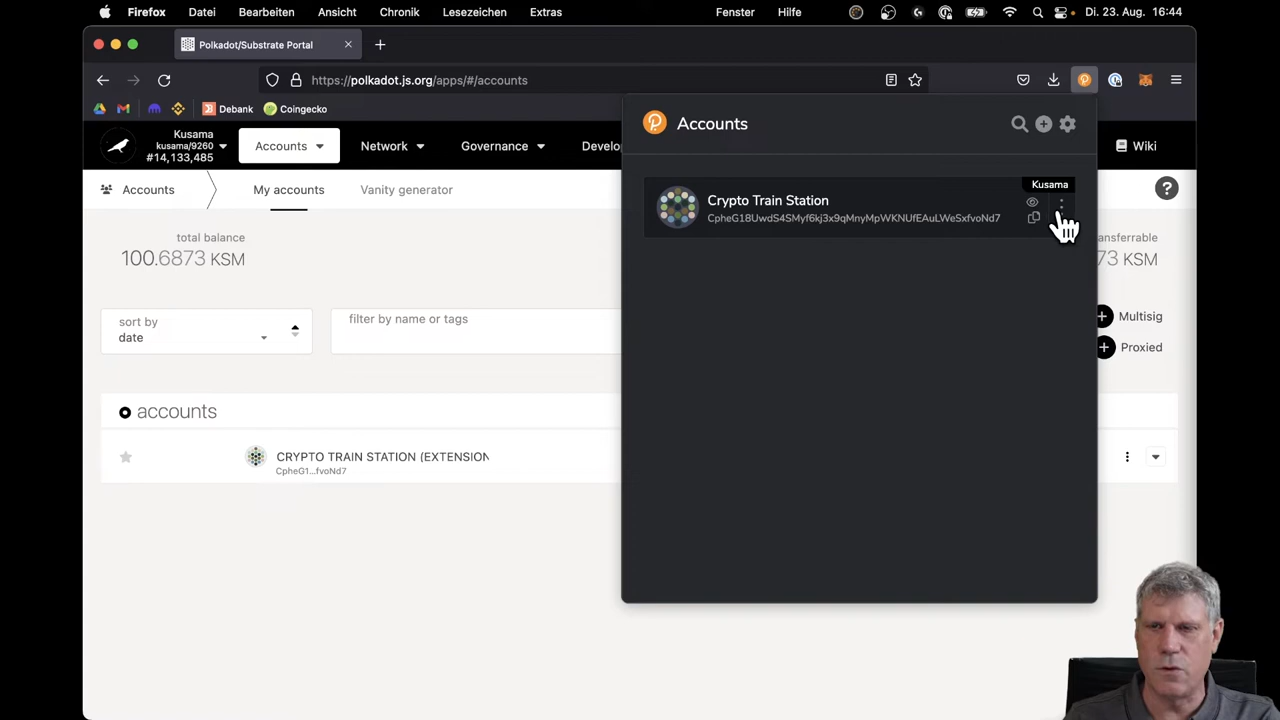 Firefox Datei Bearbeiten Ansicht Chronik Lesezeichen Extras Fenster Hilfe Di. 23. Aug. 16:44
Polkadot/Substrate Portal
https://polkadot.js.org/apps/#/accounts
Debank Coingecko
Kusama
kusama/9260
#14,133,485
Accounts Network Governance Develo Wiki
Accounts My accounts Vanity generator
total balance
100.6873 KSM
ansferrable
73 KSM
sort by
date
filter by name or tags
Multisig
Proxied
accounts
CRYPTO TRAIN STATION (EXTENSION
CpheG1...fvoNd7
Accounts
Kusama
Crypto Train Station
CpheG18UwdS4SMyf6kj3x9qMnyMpWKNUfEAuLWeSxfvoNd7